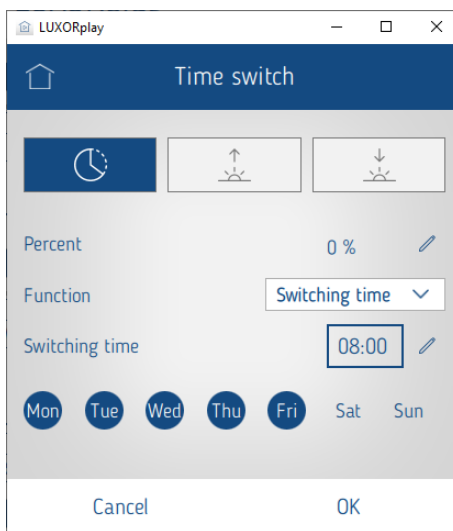 LUXORplay
Time switch
Percent 0 %
Function Switching time
Switching time 08:00
Mon Tue Wed Thu Fri Sat Sun
Cancel OK